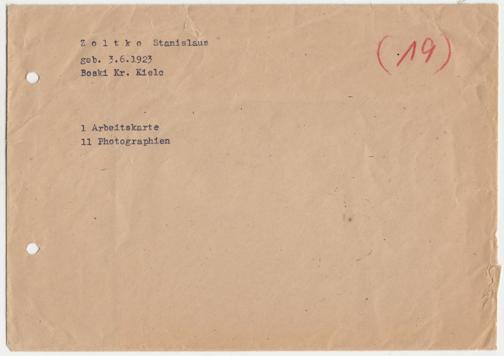 Z o l t k o Stanislaus
geb. 3.6.1923
Boski Kr. Kielc
1 Arbeitskarte
11 Photographien
(19)